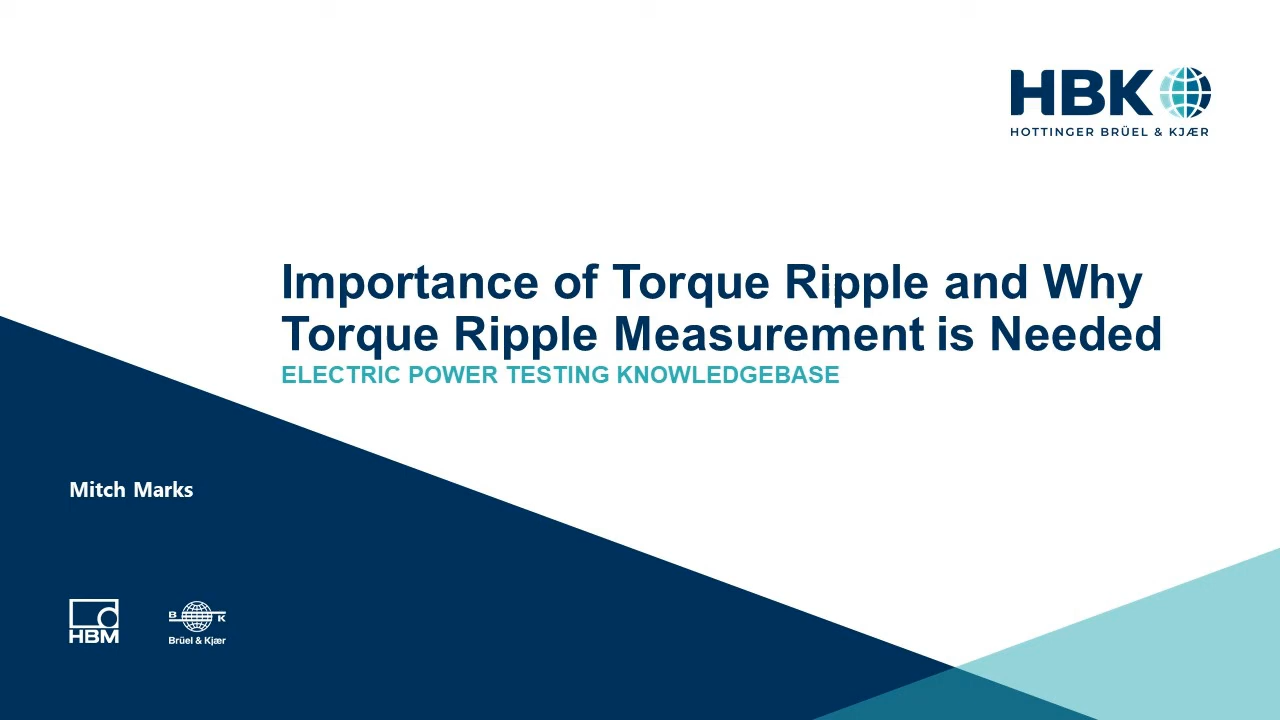 HBK
HOTTINGER BRÜEL & KJÆR
Importance of Torque Ripple and Why
Torque Ripple Measurement is Needed
ELECTRIC POWER TESTING KNOWLEDGEBASE
Mitch Marks
HBM
B K
Brüel & Kjær